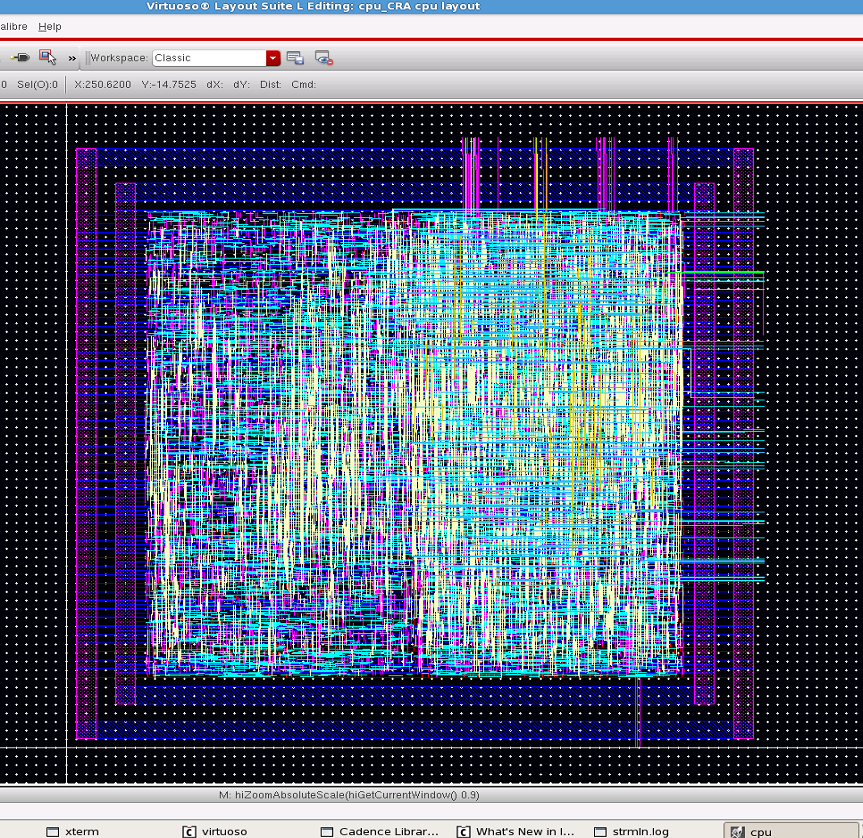 Virtuoso® Layout Suite L Editing: cpu_CRA cpu layout
alibre Help
» Workspace: Classic
0 Sel(O):0 X:250.6200 Y:-14.7525 dX: dY: Dist: Cmd:
M: hiZoomAbsoluteScale(hiGetCurrentWindow() 0.9)
xterm virtuoso Cadence Librar... What's New in I... strmIn.log cpu